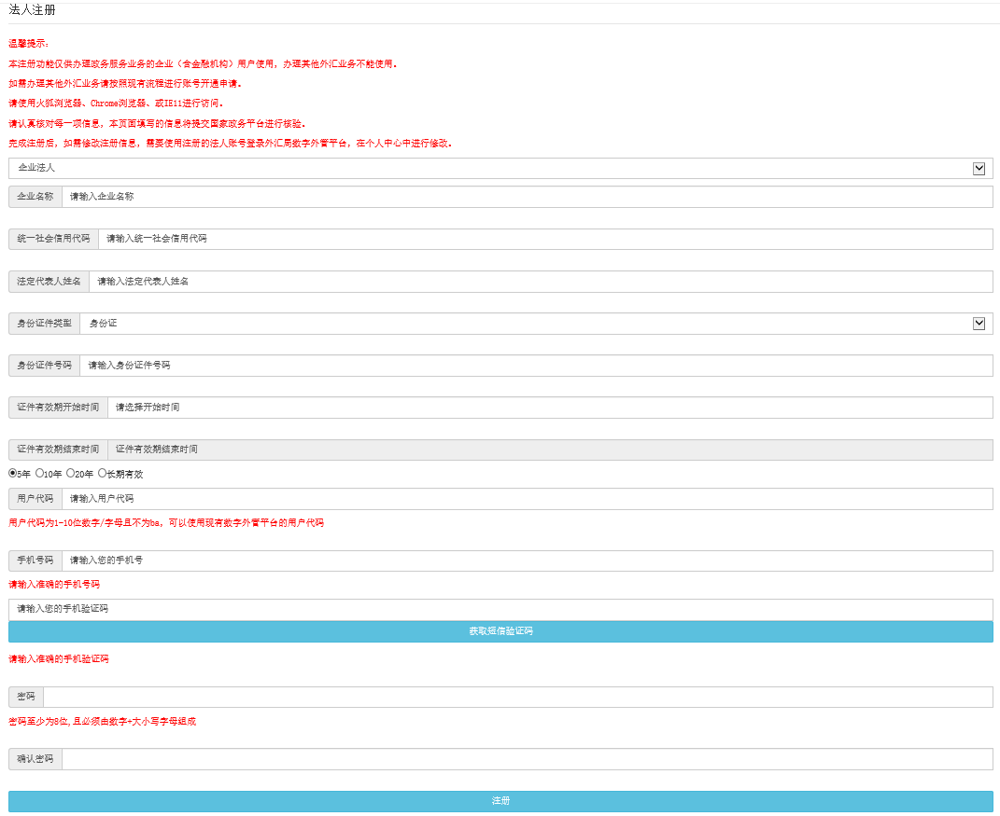 法人注册
温馨提示:
本注册功能仅供办理政务服务业务的企业（含金融机构）用户使用，办理其他外汇业务不能使用。
如需办理其他外汇业务请按照现有流程进行账号开通申请。
请使用火狐浏览器、Chrome浏览器、或IE11进行访问。
请认真核对每一项信息，本页面填写的信息将提交国家政务平台进行核验。
完成注册后，如需修改注册信息，需要使用注册的法人账号登录外汇局数字外管平台，在个人中心中进行修改。
企业法人
企业名称 请输入企业名称
统一社会信用代码 请输入统一社会信用代码
法定代表人姓名 请输入法定代表人姓名
身份证件类型 身份证
身份证件号码 请输入身份证件号码
证件有效期开始时间 请选择开始时间
证件有效期结束时间 证件有效期结束时间
5年 10年 20年 长期有效
用户代码 请输入用户代码
用户代码为1-10位数字/字母且不为ba，可以使用现有数字外管平台的用户代码
手机号码 请输入您的手机号
请输入准确的手机号码
请输入您的手机验证码
获取短信验证码
请输入准确的手机验证码
密码
密码至少为8位,且必须由数字+大小写字母组成
确认密码
注册